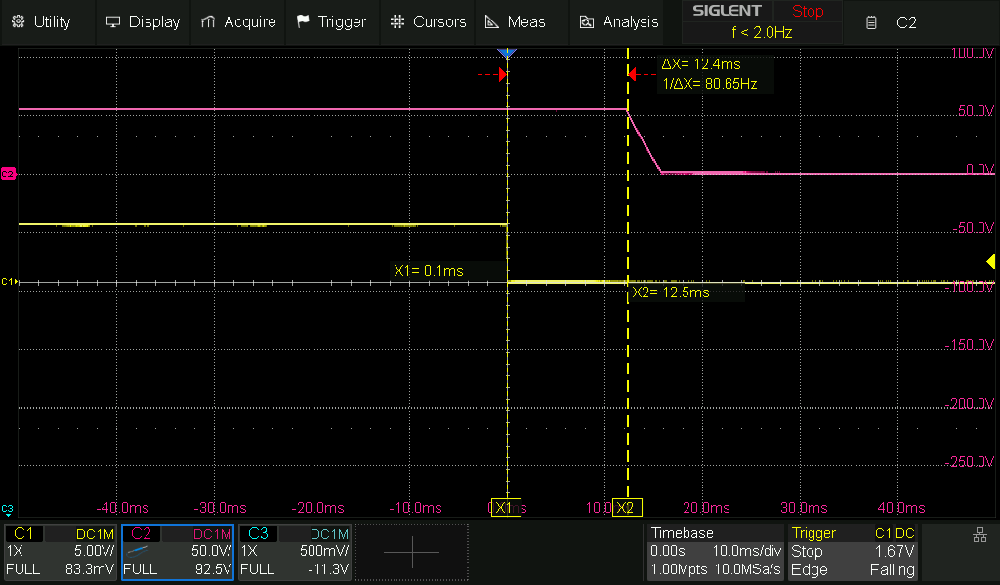 Utility Display Acquire Trigger Cursors Meas Analysis SIGLENT Stop C2
f < 2.0Hz
100.0V
ΔX= 12.4ms
1/ΔX= 80.65Hz
50.0V
C2
0.0V
-50.0V
X1= 0.1ms
C1
-100.0V
X2= 12.5ms
-150.0V
-200.0V
-250.0V
C3
-40.0ms -30.0ms -20.0ms -10.0ms X1 10.0 X2 20.0ms 30.0ms 40.0ms
C1 DC1M C2 DC1M C3 DC1M Timebase Trigger C1 DC
1X 5.00V/ 50.0V/ 1X 500mV/ 0.00s 10.0ms/div Stop 1.67V
FULL 83.3mV FULL 92.5V FULL -11.3V 1.00Mpts 10.0MSa/s Edge Falling